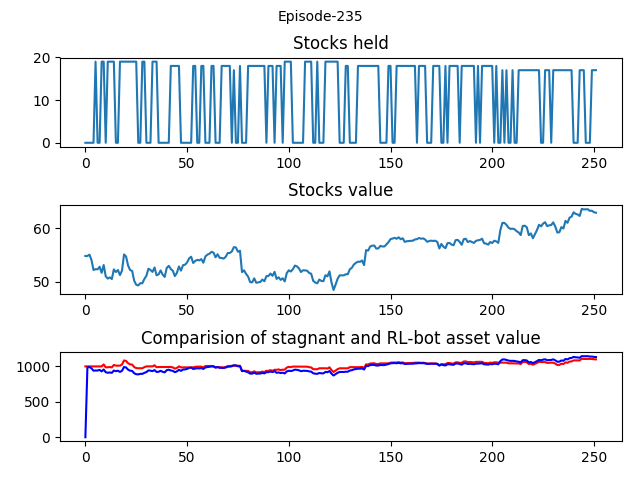 Episode-235
Stocks held
20
10
0
0 50 100 150 200 250
Stocks value
60
50
0 50 100 150 200 250
Comparision of stagnant and RL-bot asset value
1000
500
0
0 50 100 150 200 250